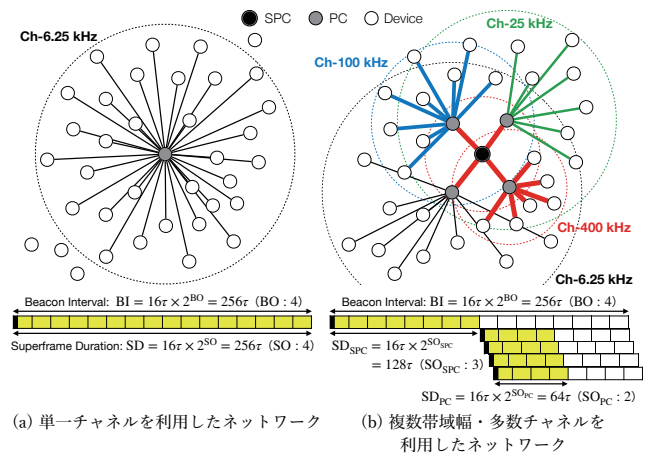 SPC PC Device
Ch-6.25 kHz
Ch-25 kHz
Ch-100 kHz
Ch-400 kHz
Ch-6.25 kHz
Beacon Interval: BI = 16τ × 2^BO = 256τ (BO : 4)
Superframe Duration: SD = 16τ × 2^SO = 256τ (SO : 4)
(a) 単一チャネルを利用したネットワーク
Beacon Interval: BI = 16τ × 2^BO = 256τ (BO : 4)
SD_SPC = 16τ × 2^SO_SPC
= 128τ (SO_SPC : 3)
SD_PC = 16τ × 2^SO_PC = 64τ (SO_PC : 2)
(b) 複数帯域幅・多数チャネルを
利用したネットワーク